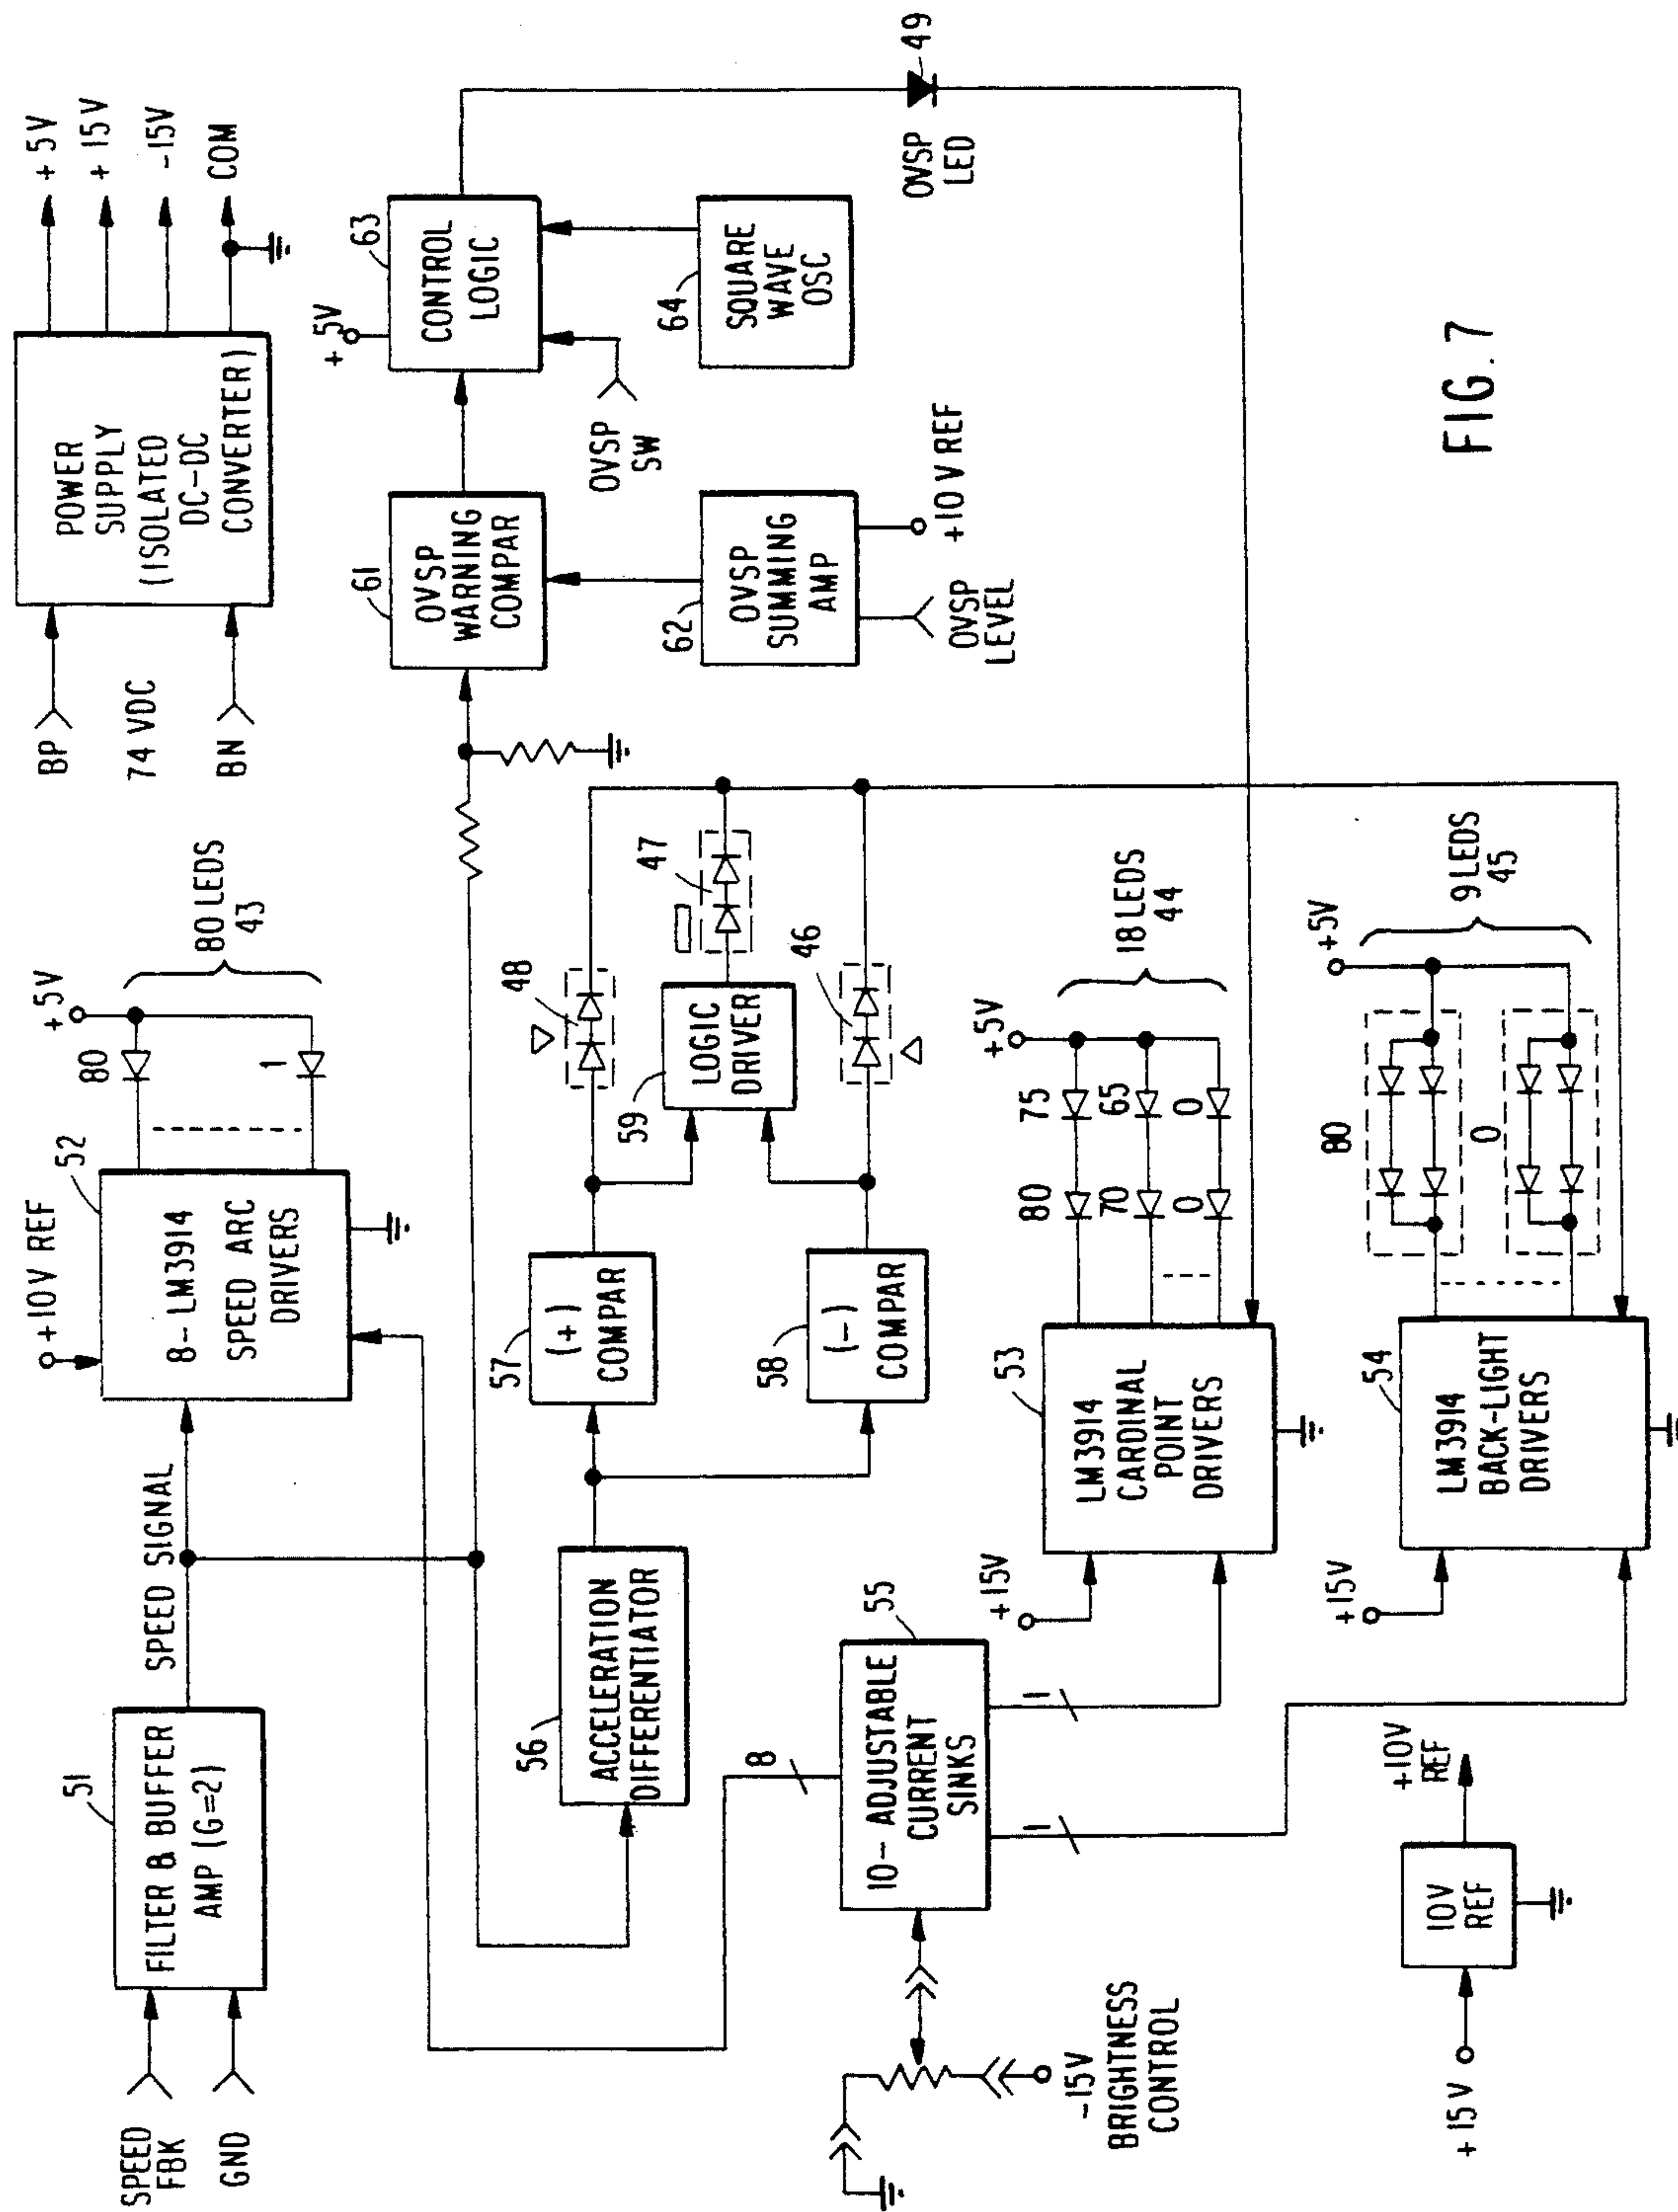 SPEED
FBK
GND
51
FILTER & BUFFER
AMP (G=2)
SPEED SIGNAL
+10V REF
52
8-LM3914
SPEED ARC
DRIVERS
+5V
80
1
80 LEDS
43
BP
74 VDC
BN
POWER
SUPPLY
(ISOLATED
DC-DC
CONVERTER)
+5V
+15V
-15V
COM
61
OVSP
WARNING
COMPAR
+5V
63
CONTROL
LOGIC
OVSP
SW
62
OVSP
SUMMING
AMP
OVSP
LEVEL
+10V REF
64
SQUARE
WAVE
OSC
OVSP
LED
49
56
ACCELERATION
DIFFERENTIATOR
57
(+)
COMPAR
58
(-)
COMPAR
48
59
LOGIC
DRIVER
47
46
8
55
10-ADJUSTABLE
CURRENT
SINKS
1
1
-15V
BRIGHTNESS
CONTROL
+15V
53
LM3914
CARDINAL
POINT
DRIVERS
+5V
80
75
70
65
0
0
18 LEDS
44
+15V
54
LM3914
BACK-LIGHT
DRIVERS
80
0
+5V
9 LEDS
45
+15V
10V
REF
+10V
REF
FIG. 7